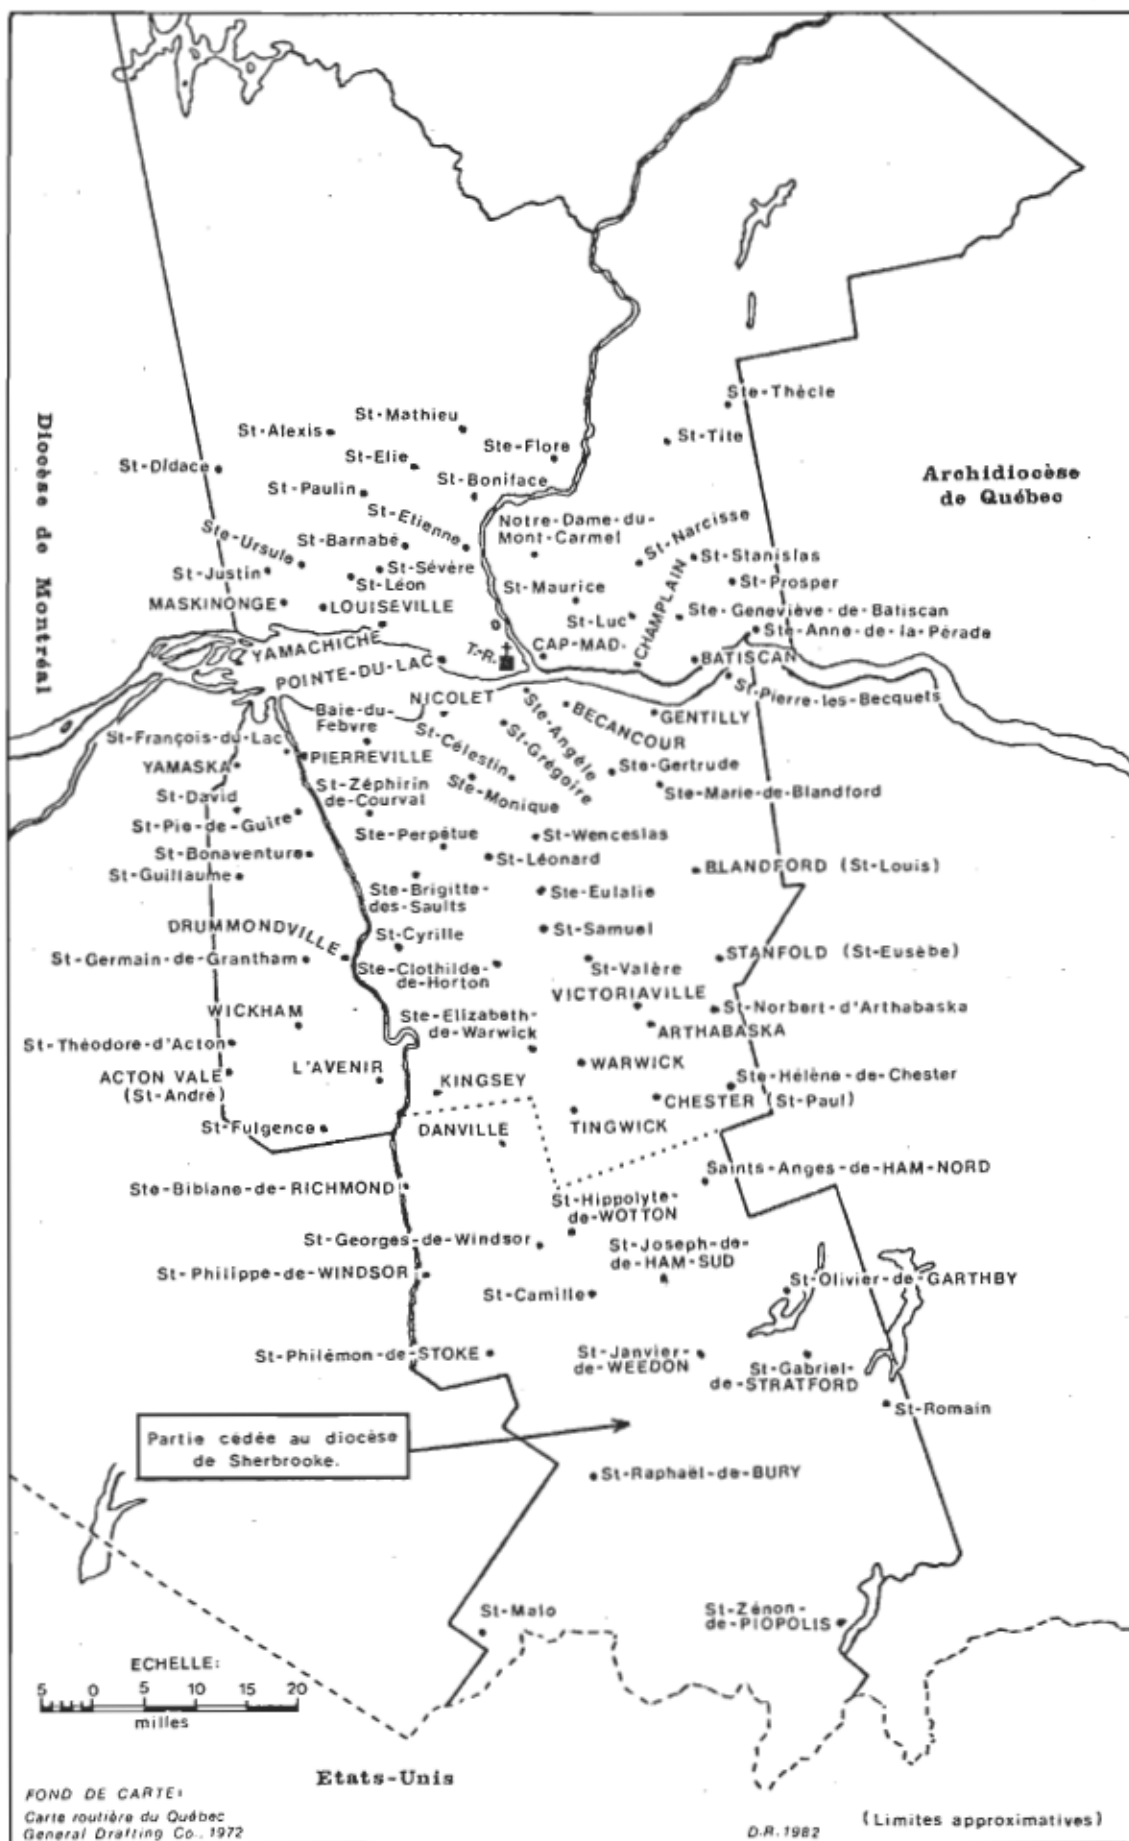 Diocèse de Montréal
Archidiocèse
de Québec
Ste-Thècle
St-Mathieu
St-Alexis
St-Tite
Ste-Flore
St-Elie
St-Didace
St-Boniface
St-Paulin
St-Etienne
Notre-Dame-du-
Mont-Carmel
St-Narcisse
Ste-Ursule
St-Barnabé
St-Stanislas
St-Justin
St-Sévère
St-Léon
St-Maurice
St-Prosper
MASKINONGE
LOUISEVILLE
St-Luc
CHAMPLAIN
Ste-Geneviève-de-Batiscan
Ste-Anne-de-la-Pérade
YAMACHICHE
T.-R.
CAP-MAD.
BATISCAN
POINTE-DU-LAC
St-Pierre-les-Becquets
NICOLET
Baie-du-
Febvre
Ste-Angèle
BECANCOUR
GENTILLY
St-François-du-Lac
St-Célestin
St-Grégoire
YAMASKA
PIERREVILLE
Ste-Gertrude
St-Zéphirin
de-Courval
Ste-Monique
Ste-Marie-de-Blandford
St-David
St-Pie-de-Guire
Ste-Perpétue
St-Wenceslas
St-Bonaventure
St-Léonard
BLANDFORD (St-Louis)
St-Guillaume
Ste-Brigitte-
des-Saults
Ste-Eulalie
DRUMMONDVILLE
St-Cyrille
St-Samuel
St-Germain-de-Grantham
Ste-Clothilde-
de-Horton
St-Valère
STANFOLD (St-Eusèbe)
VICTORIAVILLE
St-Norbert-d'Arthabaska
WICKHAM
Ste-Elizabeth-
de-Warwick
ARTHABASKA
St-Théodore-d'Acton
L'AVENIR
WARWICK
ACTON VALE
(St-André)
KINGSEY
Ste-Hélène-de-Chester
CHESTER (St-Paul)
St-Fulgence
DANVILLE
TINGWICK
Saints-Anges-de-HAM-NORD
Ste-Bibiane-de-RICHMOND
St-Hippolyte-
de-WOTTON
St-Georges-de-Windsor
St-Joseph-de-
de-HAM-SUD
St-Philippe-de-WINDSOR
St-Camille
St-Olivier-de-GARTHBY
St-Philémon-de-STOKE
St-Janvier-
de-WEEDON
St-Gabriel-
de-STRATFORD
St-Romain
Partie cédée au diocèse
de Sherbrooke.
St-Raphaël-de-BURY
St-Malo
St-Zénon-
de-PIOPOLIS
ECHELLE:
5 0 5 10 15 20
milles
Etats-Unis
FOND DE CARTE:
Carte routière du Québec
General Drafting Co., 1972
D.R. 1982
(Limites approximatives)